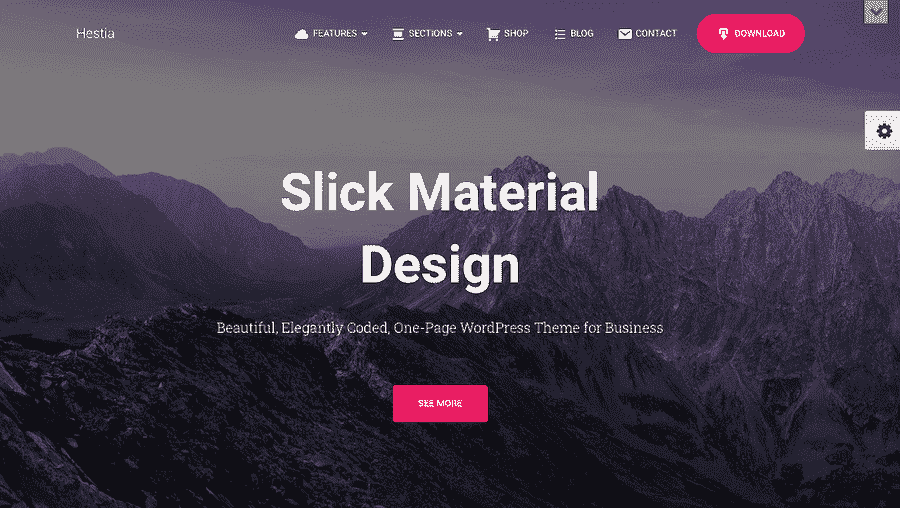 Hestia
FEATURES
SECTIONS
SHOP
BLOG
CONTACT
DOWNLOAD
Slick Material
Design
Beautiful, Elegantly Coded, One-Page WordPress Theme for Business
SEE MORE